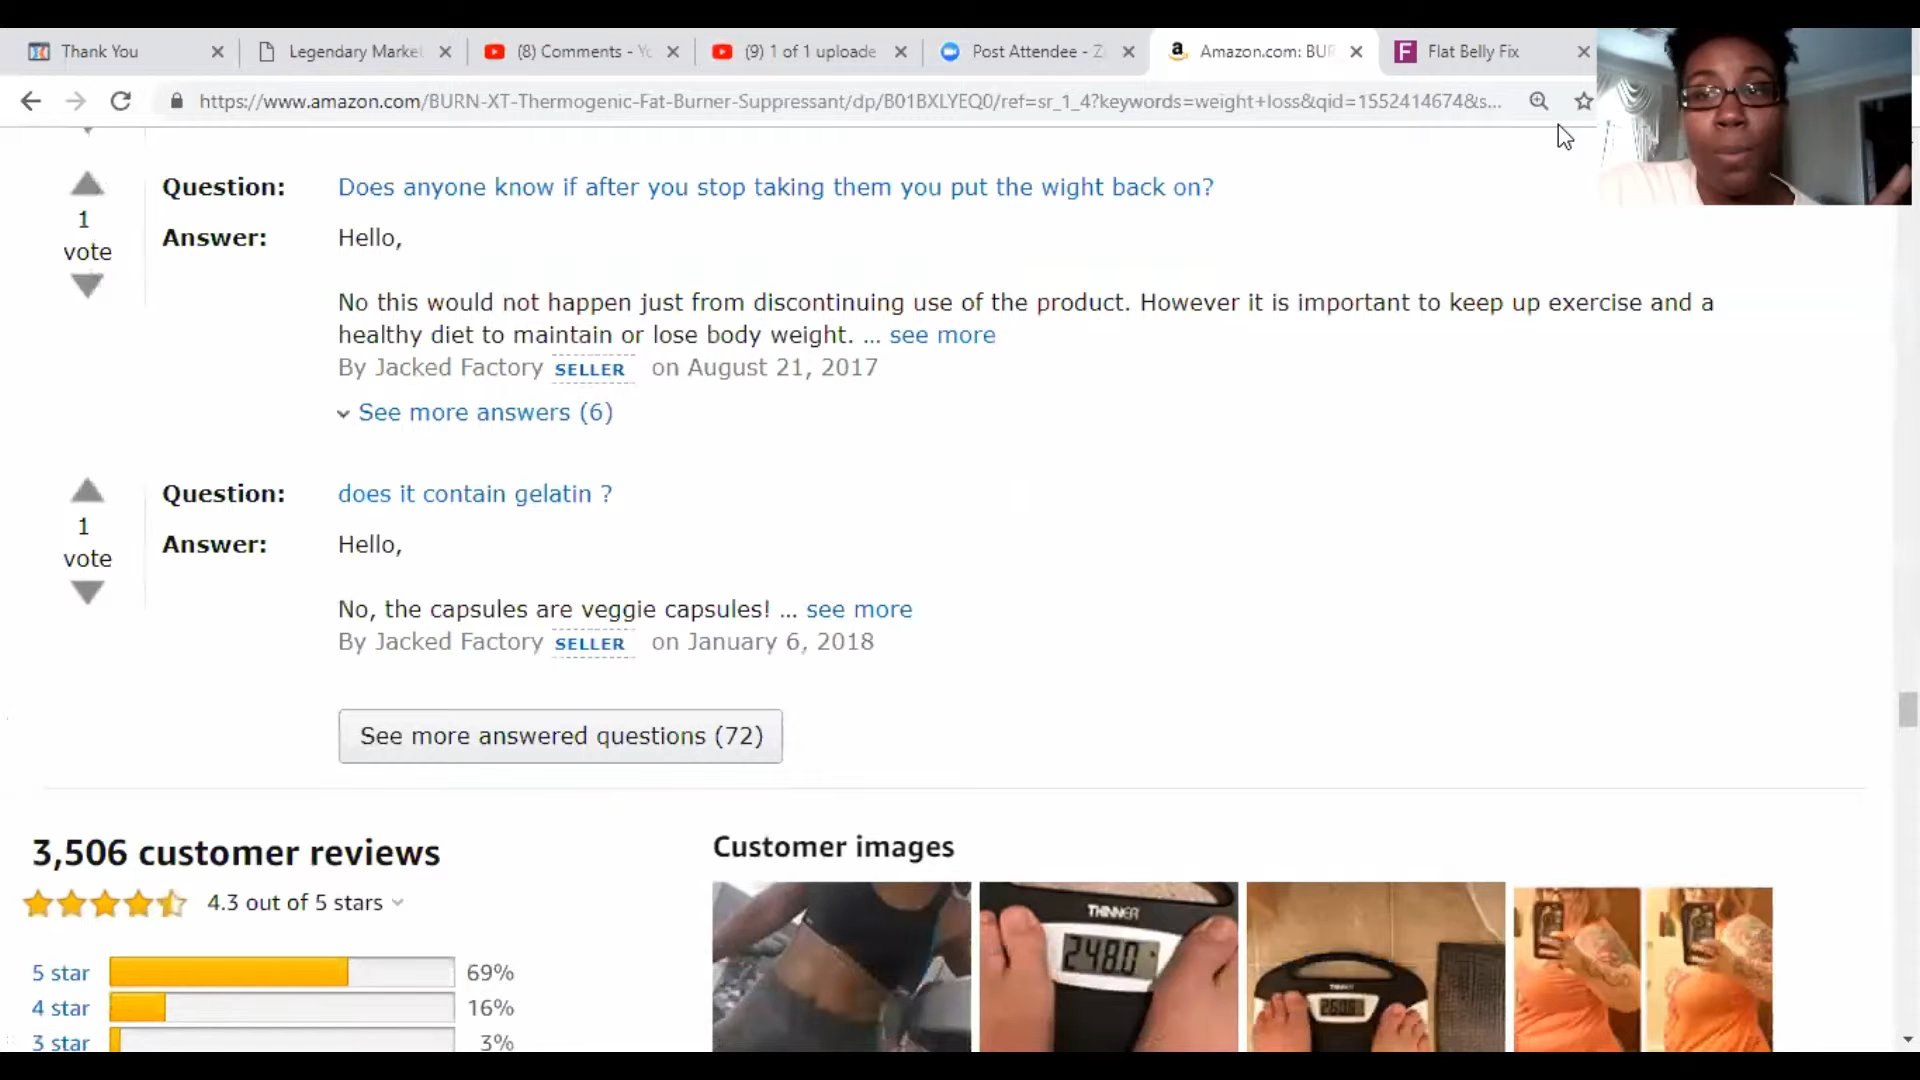 Thank You
Legendary Market
(8) Comments - Yo
(9) 1 of 1 uploade
Post Attendee - Z
Amazon.com: BUR
Flat Belly Fix
https://www.amazon.com/BURN-XT-Thermogenic-Fat-Burner-Suppressant/dp/B01BXLYEQ0/ref=sr_1_4?keywords=weight+loss&qid=1552414674&s...
1
vote
Question: Does anyone know if after you stop taking them you put the wight back on?
Answer: Hello,
No this would not happen just from discontinuing use of the product. However it is important to keep up exercise and a
healthy diet to maintain or lose body weight. ... see more
By Jacked Factory SELLER on August 21, 2017
See more answers (6)
1
vote
Question: does it contain gelatin ?
Answer: Hello,
No, the capsules are veggie capsules! ... see more
By Jacked Factory SELLER on January 6, 2018
See more answered questions (72)
3,506 customer reviews
4.3 out of 5 stars
5 star 69%
4 star 16%
3 star 3%
Customer images
THINNER
248.0